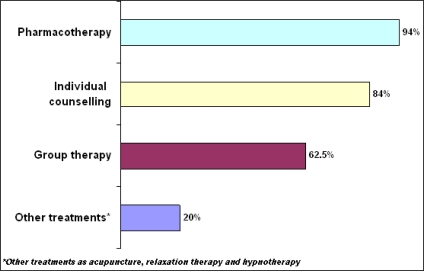 Pharmacotherapy
94%
Individual
counselling
84%
Group therapy
62.5%
Other treatments*
20%
*Other treatments as acupuncture, relaxation therapy and hypnotherapy